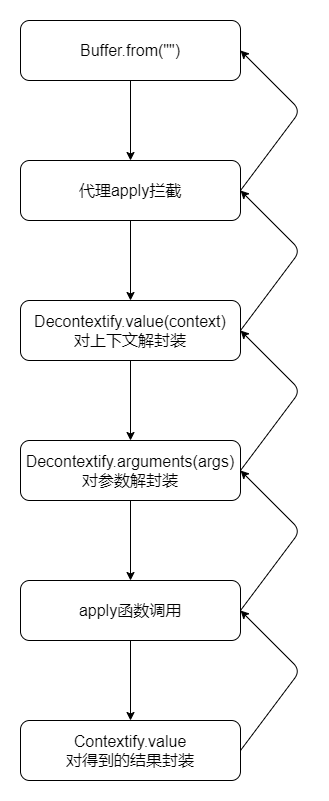 Buffer.from("")
代理apply拦截
Decontextify.value(context)
对上下文解封装
Decontextify.arguments(args)
对参数解封装
apply函数调用
Contextify.value
对得到的结果封装